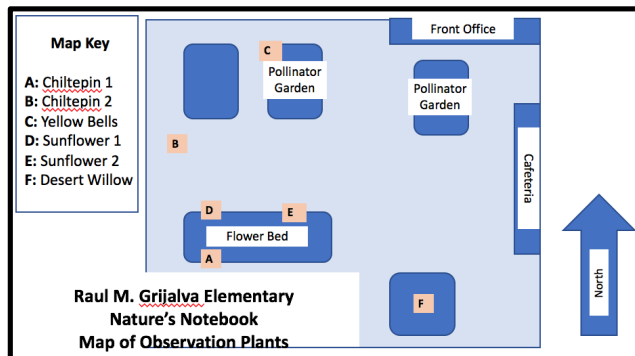 Map Key
A: Chiltepin 1
B: Chiltepin 2
C: Yellow Bells
D: Sunflower 1
E: Sunflower 2
F: Desert Willow
Front Office
C
Pollinator
Garden
Pollinator
Garden
B
Cafeteria
D
E
Flower Bed
A
F
North
Raul M. Grijalva Elementary
Nature's Notebook
Map of Observation Plants